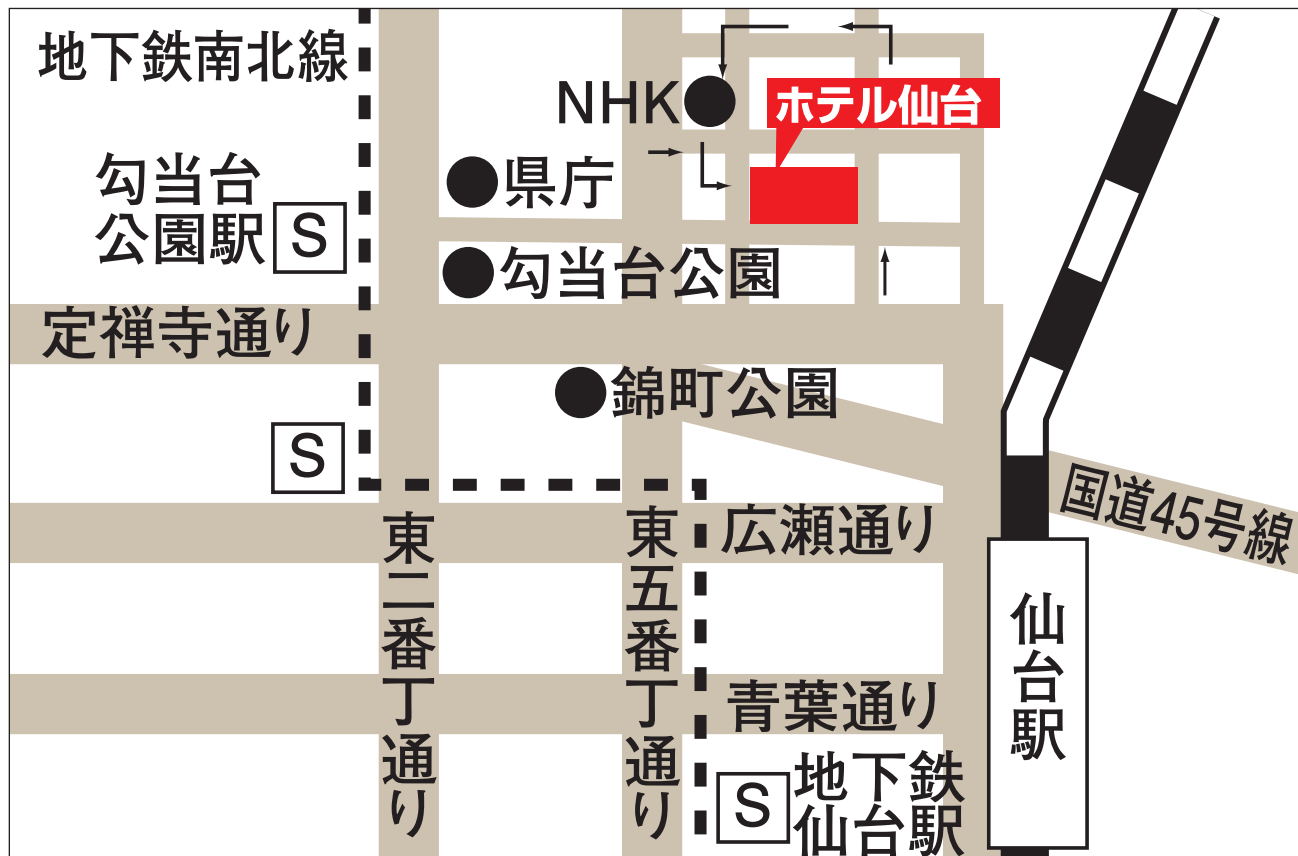 地下鉄南北線
NHK
ホテル仙台
県庁
勾当台
公園駅
S
勾当台公園
定禅寺通り
錦町公園
S
国道45号線
広瀬通り
東二番丁通り
東五番丁通り
仙台駅
青葉通り
S
地下鉄
仙台駅